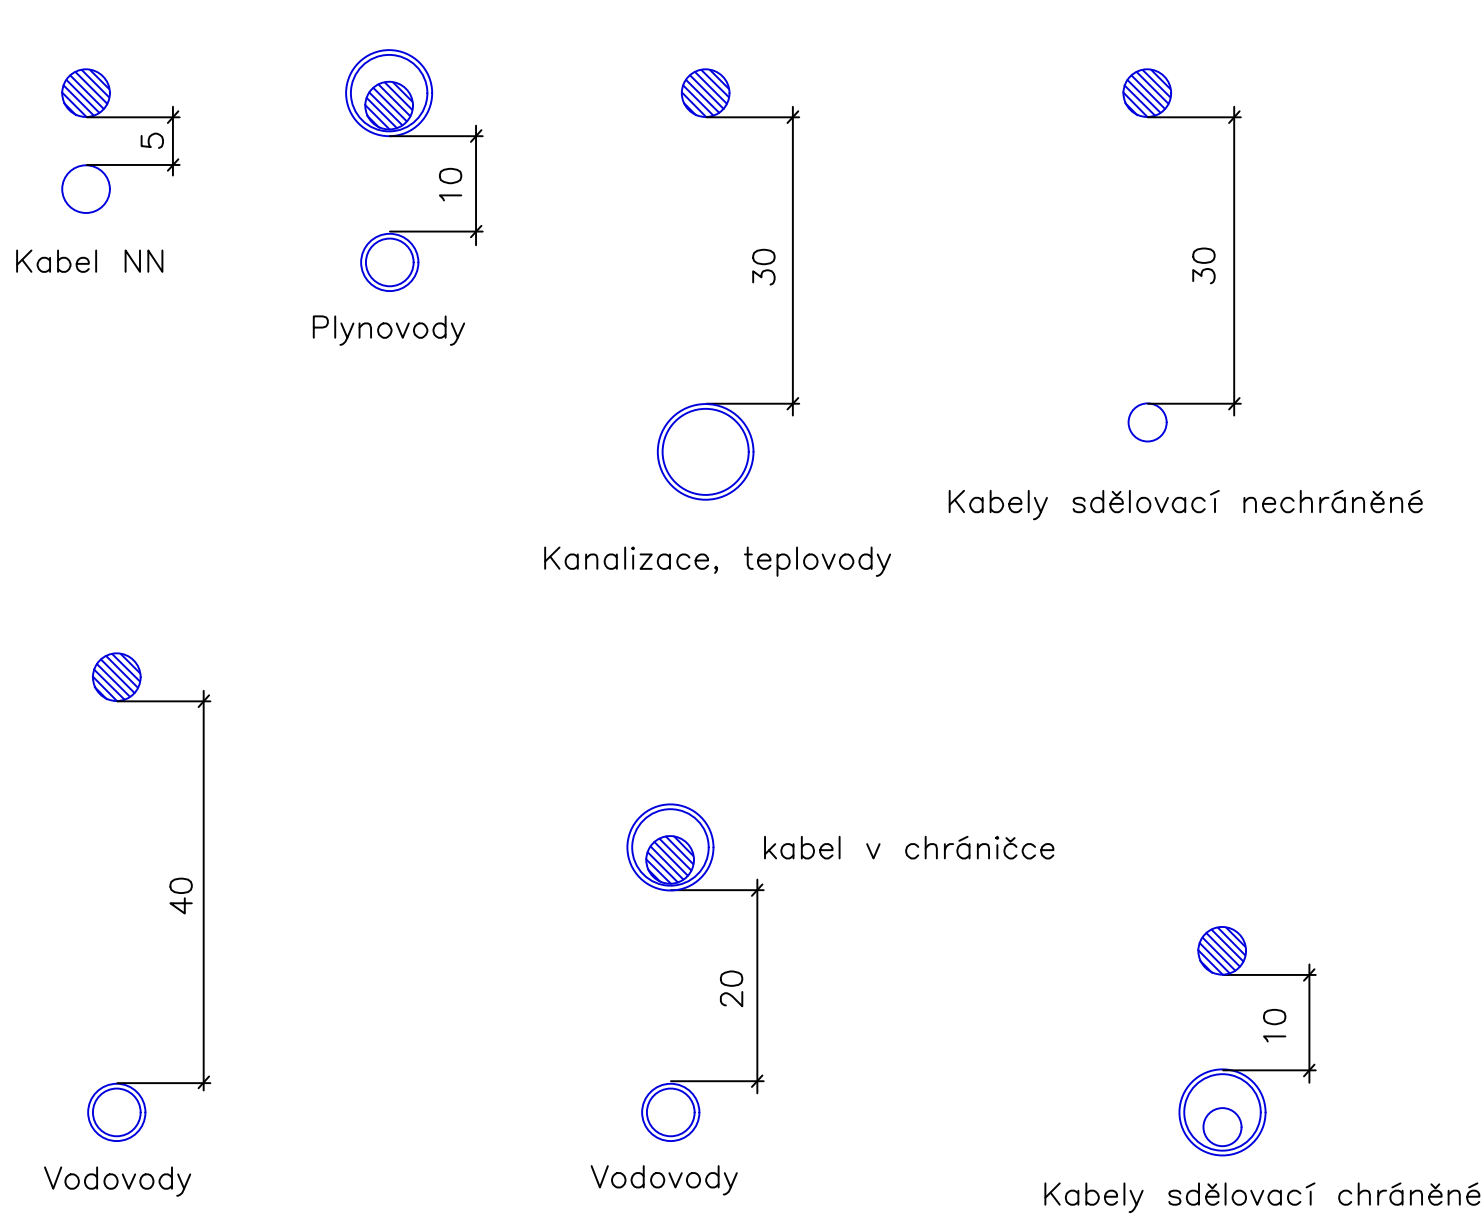 5
Kabel NN
10
Plynovody
30
Kanalizace, teplovody
30
Kabely sdělovací nechráněné
40
Vodovody
kabel v chráničce
20
Vodovody
10
Kabely sdělovací chráněné